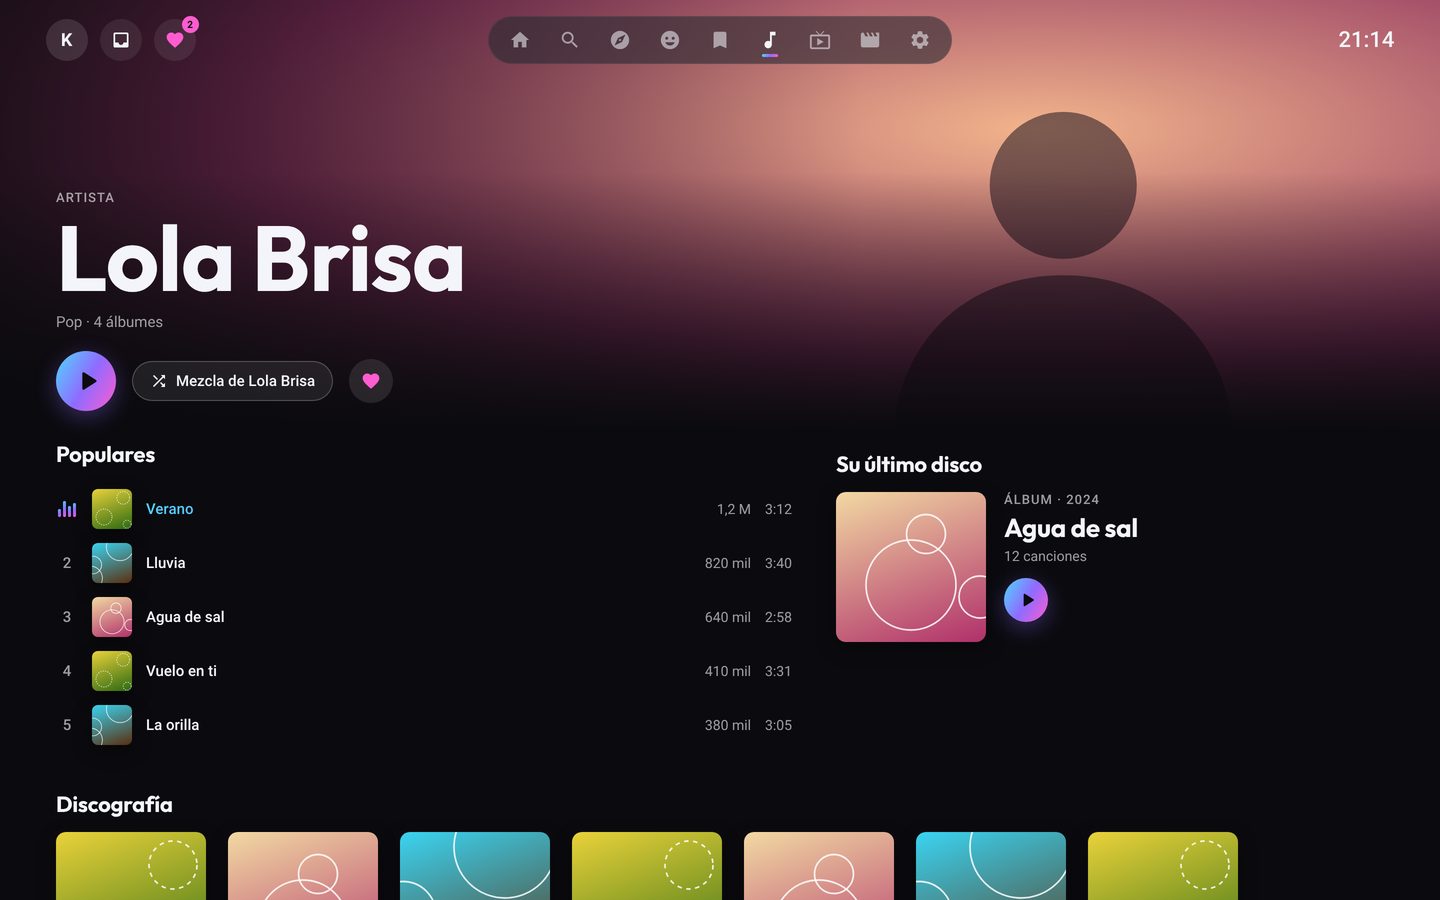 K
2
21:14
ARTISTA
Lola Brisa
Pop · 4 álbumes
Mezcla de Lola Brisa
Populares
Verano 1,2 M 3:12
2 Lluvia 820 mil 3:40
3 Agua de sal 640 mil 2:58
4 Vuelo en ti 410 mil 3:31
5 La orilla 380 mil 3:05
Su último disco
ÁLBUM · 2024
Agua de sal
12 canciones
Discografía